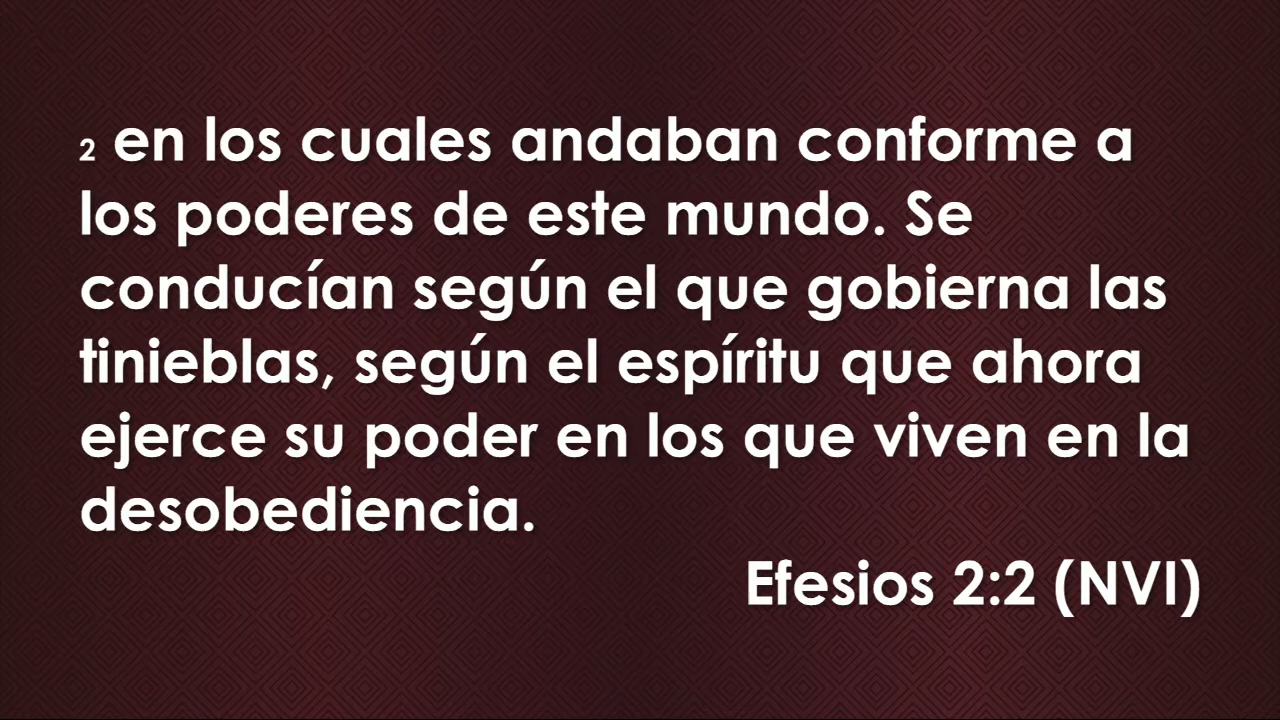 2 en los cuales andaban conforme a
los poderes de este mundo. Se
conducían según el que gobierna las
tinieblas, según el espíritu que ahora
ejerce su poder en los que viven en la
desobediencia.
Efesios 2:2 (NVI)